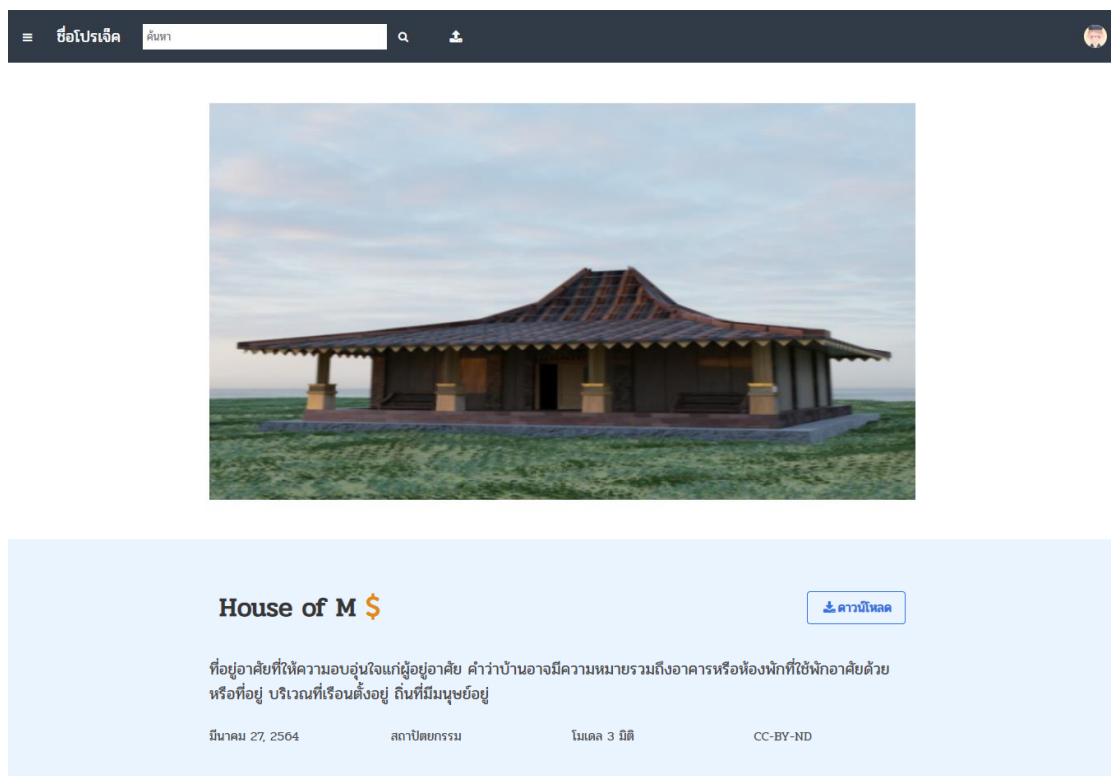 ชื่อโปรเจ็ค
ค้นหา
House of M $
ดาวน์โหลด
ที่อยู่อาศัยที่ให้ความอบอุ่นใจแก่ผู้อยู่อาศัย คำว่าบ้านอาจมีความหมายรวมถึงอาคารหรือห้องพักที่ใช้พักอาศัยด้วย
หรือที่อยู่ บริเวณที่เรือนตั้งอยู่ ถิ่นที่มีมนุษย์อยู่
มีนาคม 27, 2564
สถาปัตยกรรม
โมเดล 3 มิติ
CC-BY-ND